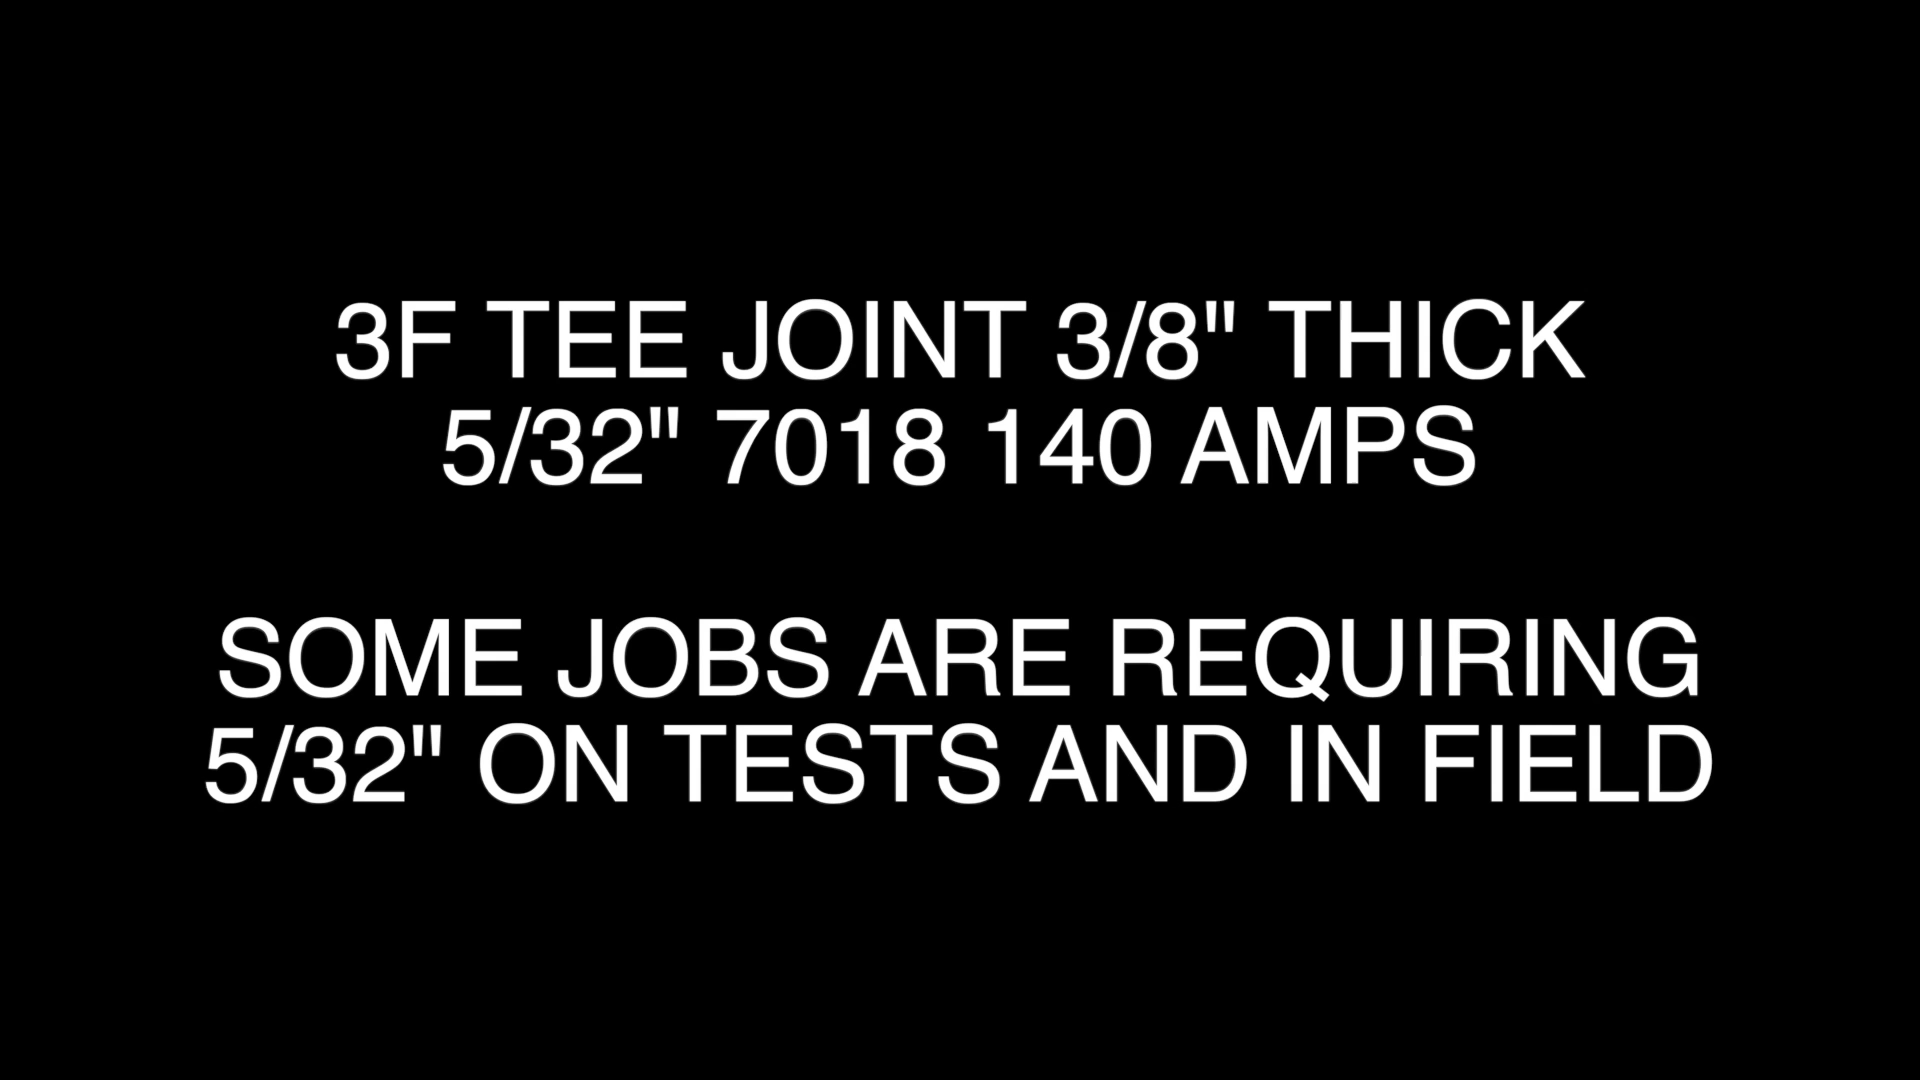 3F TEE JOINT 3/8" THICK
5/32" 7018 140 AMPS
SOME JOBS ARE REQUIRING
5/32" ON TESTS AND IN FIELD